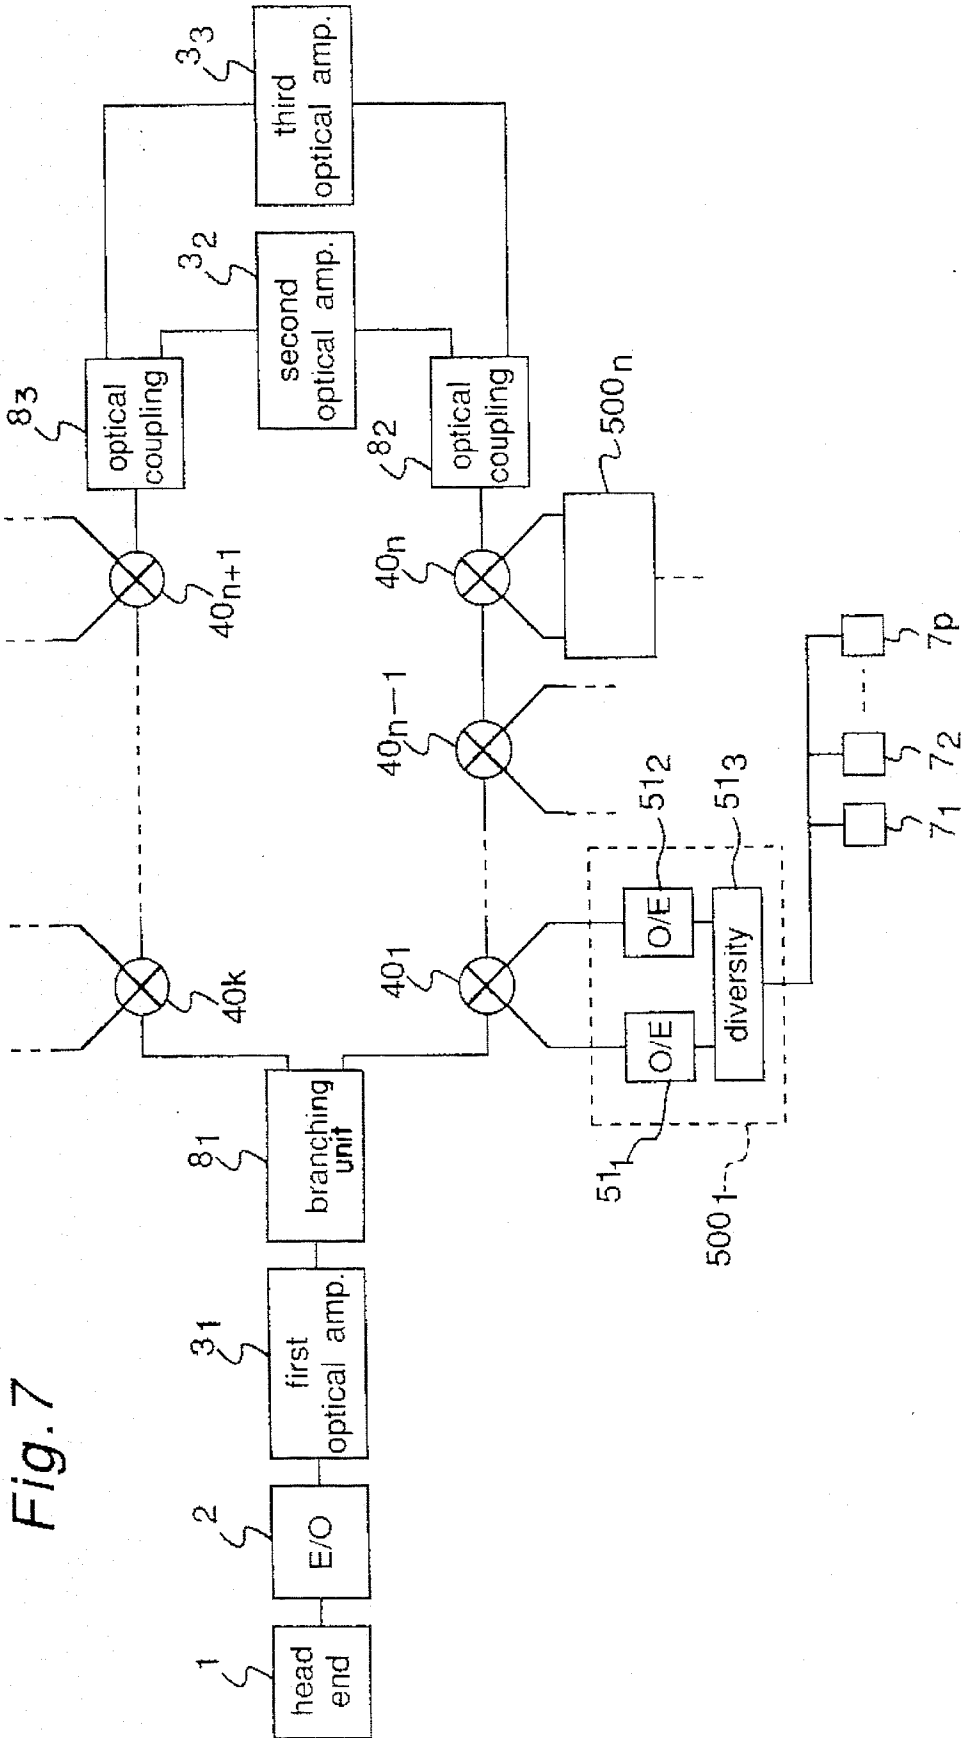 Fig.7
1
head
end
2
E/O
3₁
first
optical amp.
8₁
branching
unit
40k
40ₙ₊₁
8₃
optical
coupling
3₃
third
optical amp.
3₂
second
optical amp.
8₂
optical
coupling
40₁
40ₙ₋₁
40ₙ
500ₙ
51₂
O/E
51₃
diversity
O/E
51₁
500₁
7₁
7₂
7p